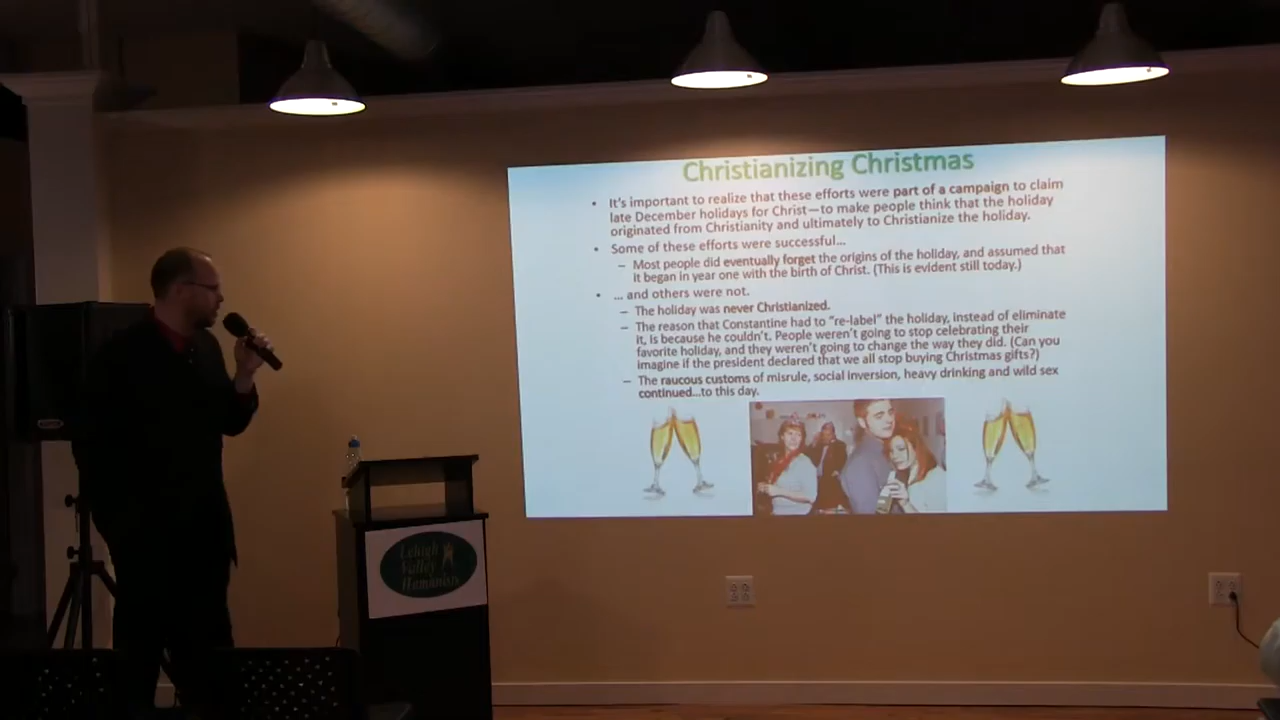 Christianizing Christmas
• It's important to realize that these efforts were part of a campaign to claim
late December holidays for Christ—to make people think that the holiday
originated from Christianity and ultimately to Christianize the holiday.
• Some of these efforts were successful…
– Most people did eventually forget the origins of the holiday, and assumed that
it began in year one with the birth of Christ. (This is evident still today.)
• … and others were not.
– The holiday was never Christianized.
– The reason that Constantine had to "re-label" the holiday, instead of eliminate
it, is because he couldn't. People weren't going to stop celebrating their
favorite holiday, and they weren't going to change the way they did. (Can you
imagine if the president declared that we all stop buying Christmas gifts?)
– The raucous customs of misrule, social inversion, heavy drinking and wild sex
continued…to this day.
Lehigh
Valley
Humanists